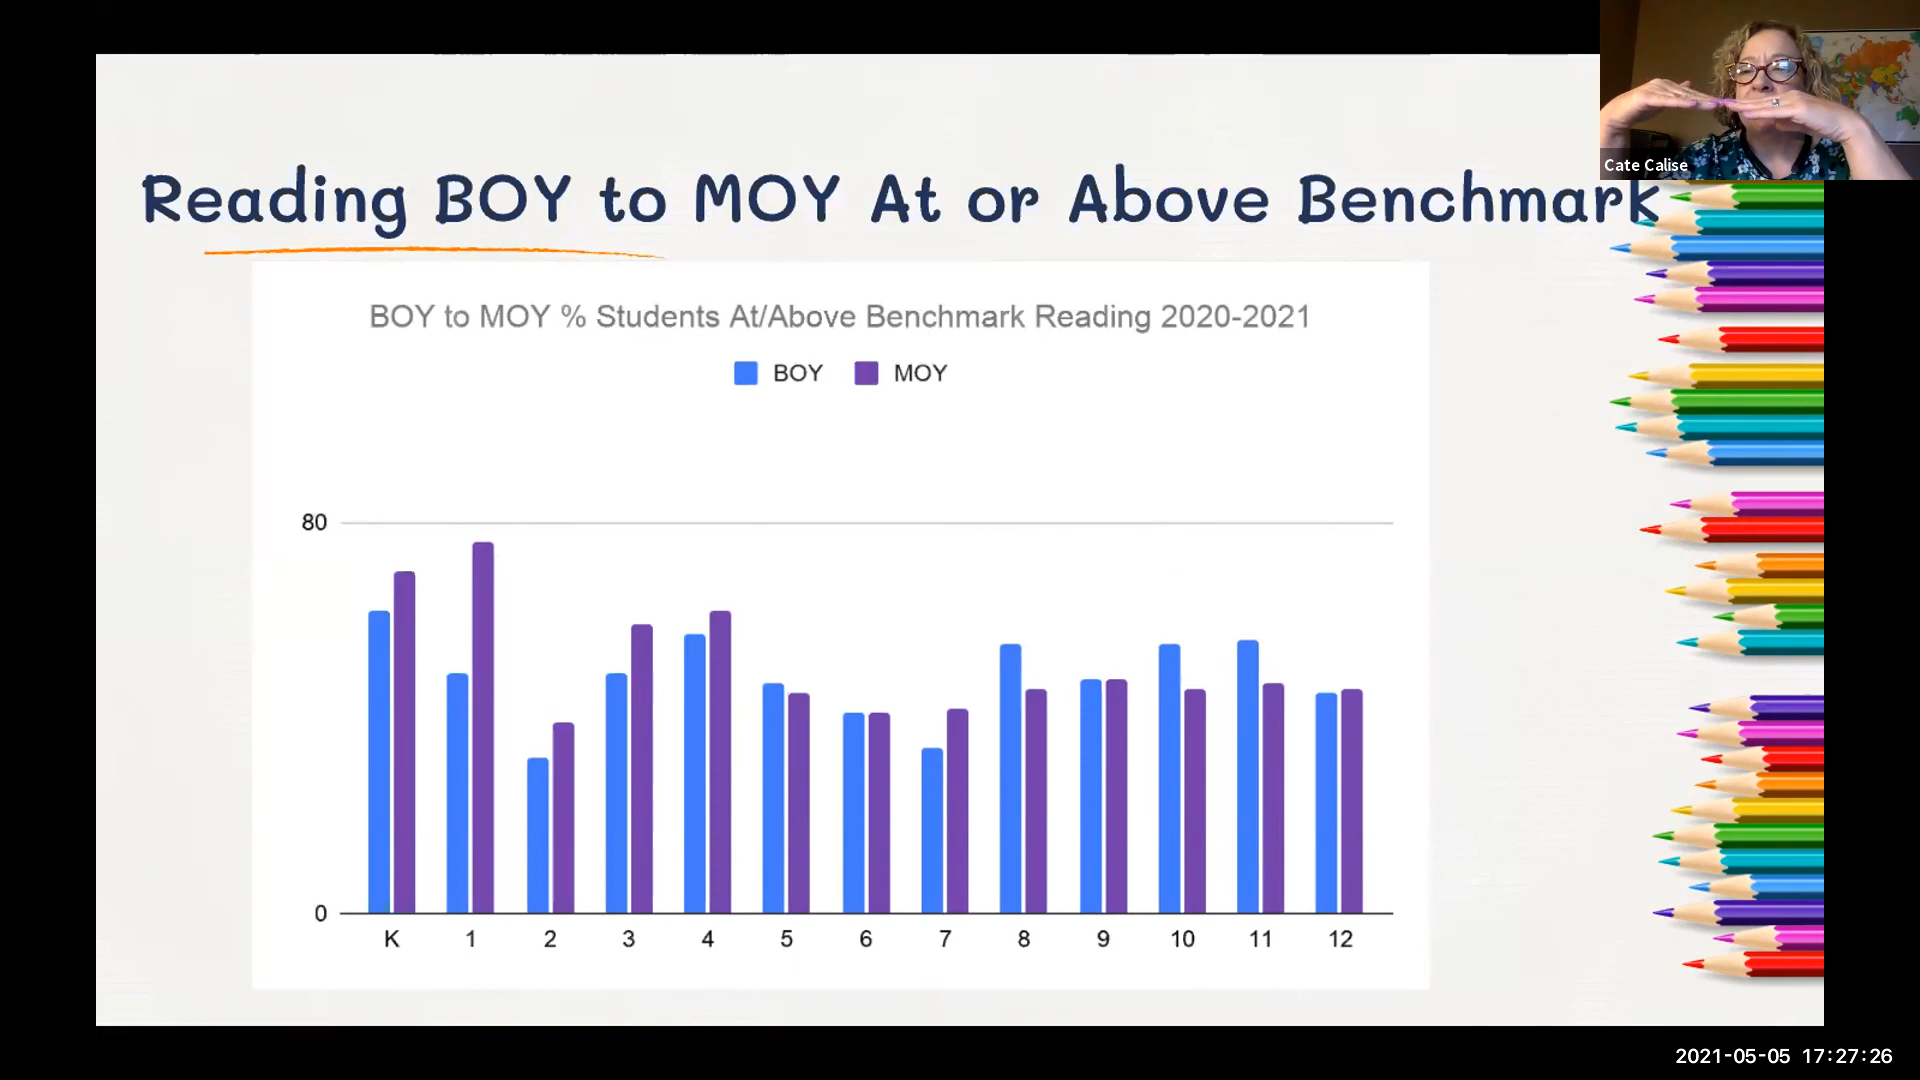 Cate Calise
Reading BOY to MOY At or Above Benchmark
BOY to MOY % Students At/Above Benchmark Reading 2020-2021
BOY MOY
80
0
K 1 2 3 4 5 6 7 8 9 10 11 12
2021-05-05 17:27:26